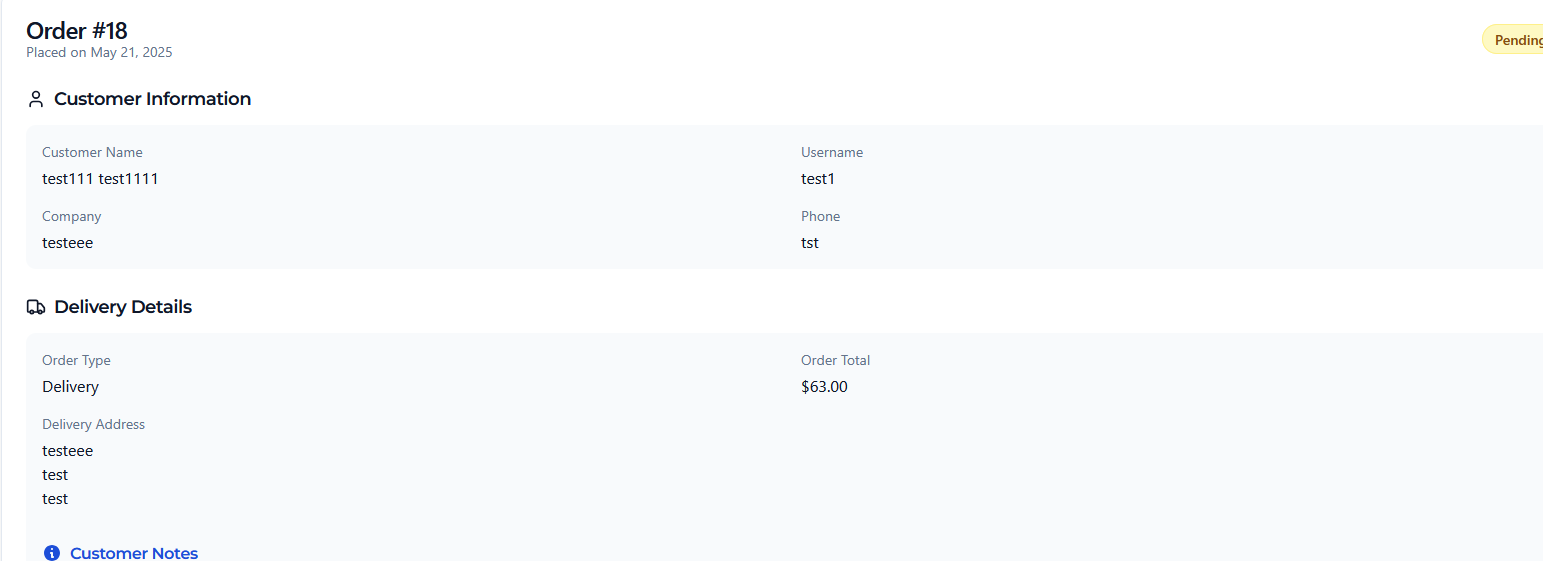 Order #18
Placed on May 21, 2025
Pending
Customer Information
Customer Name
Username
test111 test1111
test1
Company
Phone
testeee
tst
Delivery Details
Order Type
Order Total
Delivery
$63.00
Delivery Address
testeee
test
test
Customer Notes